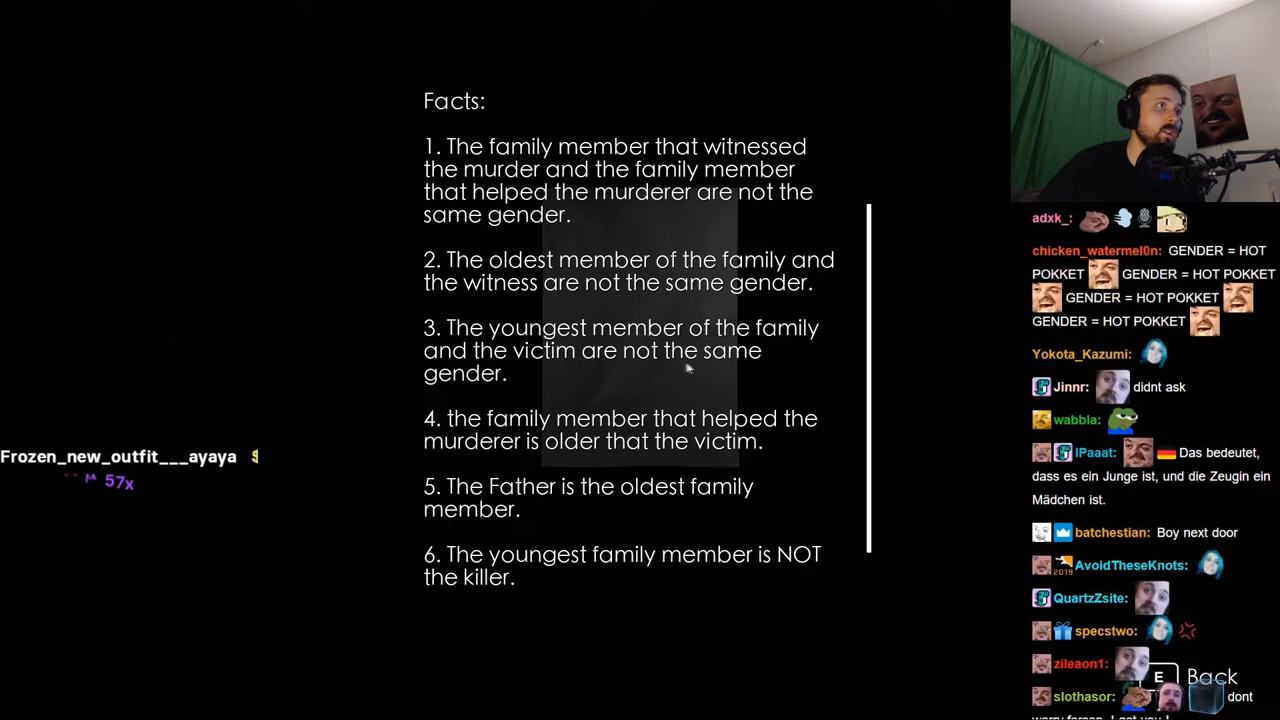 Facts:
1. The family member that witnessed
the murder and the family member
that helped the murderer are not the
same gender.
2. The oldest member of the family and
the witness are not the same gender.
3. The youngest member of the family
and the victim are not the same
gender.
4. the family member that helped the
murderer is older that the victim.
5. The Father is the oldest family
member.
6. The youngest family member is NOT
the killer.
Back
E
Frozen_new_outfit___ayaya $
57x
adxk_:
chicken_watermel0n: GENDER = HOT
POKKET GENDER = HOT POKKET
GENDER = HOT POKKET
GENDER = HOT POKKET
Yokota_Kazumi:
Jinnr: didnt ask
wabbla:
IPaaat: Das bedeutet,
dass es ein Junge ist, und die Zeugin ein
Mädchen ist.
batchestian: Boy next door
2019 AvoidTheseKnots:
QuartzZsite:
specstwo:
zileaon1:
slothasor: dont